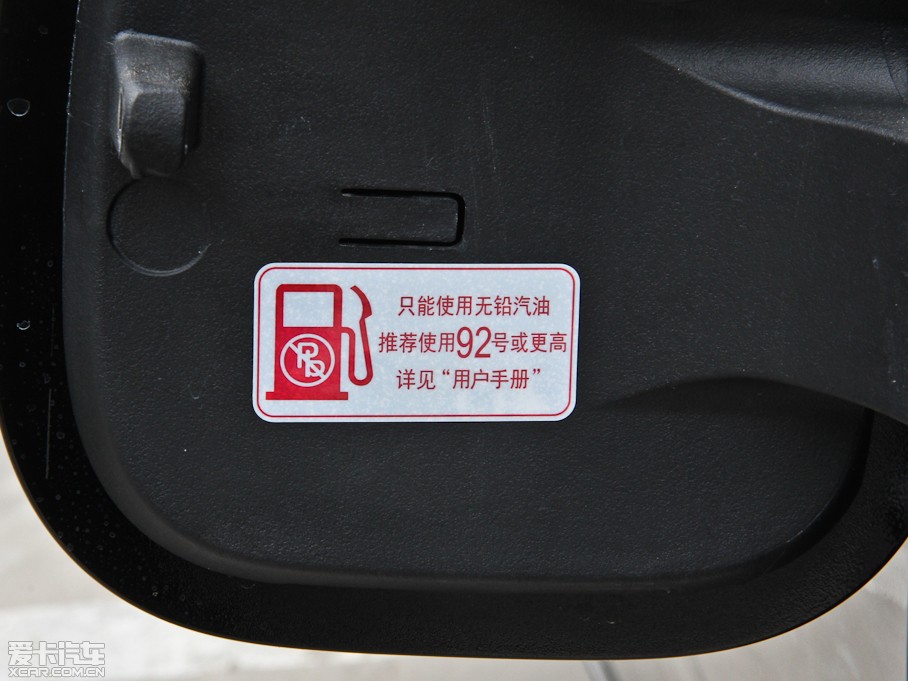 只能使用无铅汽油
推荐使用92号或更高
详见“用户手册”
Pb
爱卡汽车
XCAR.COM.CN